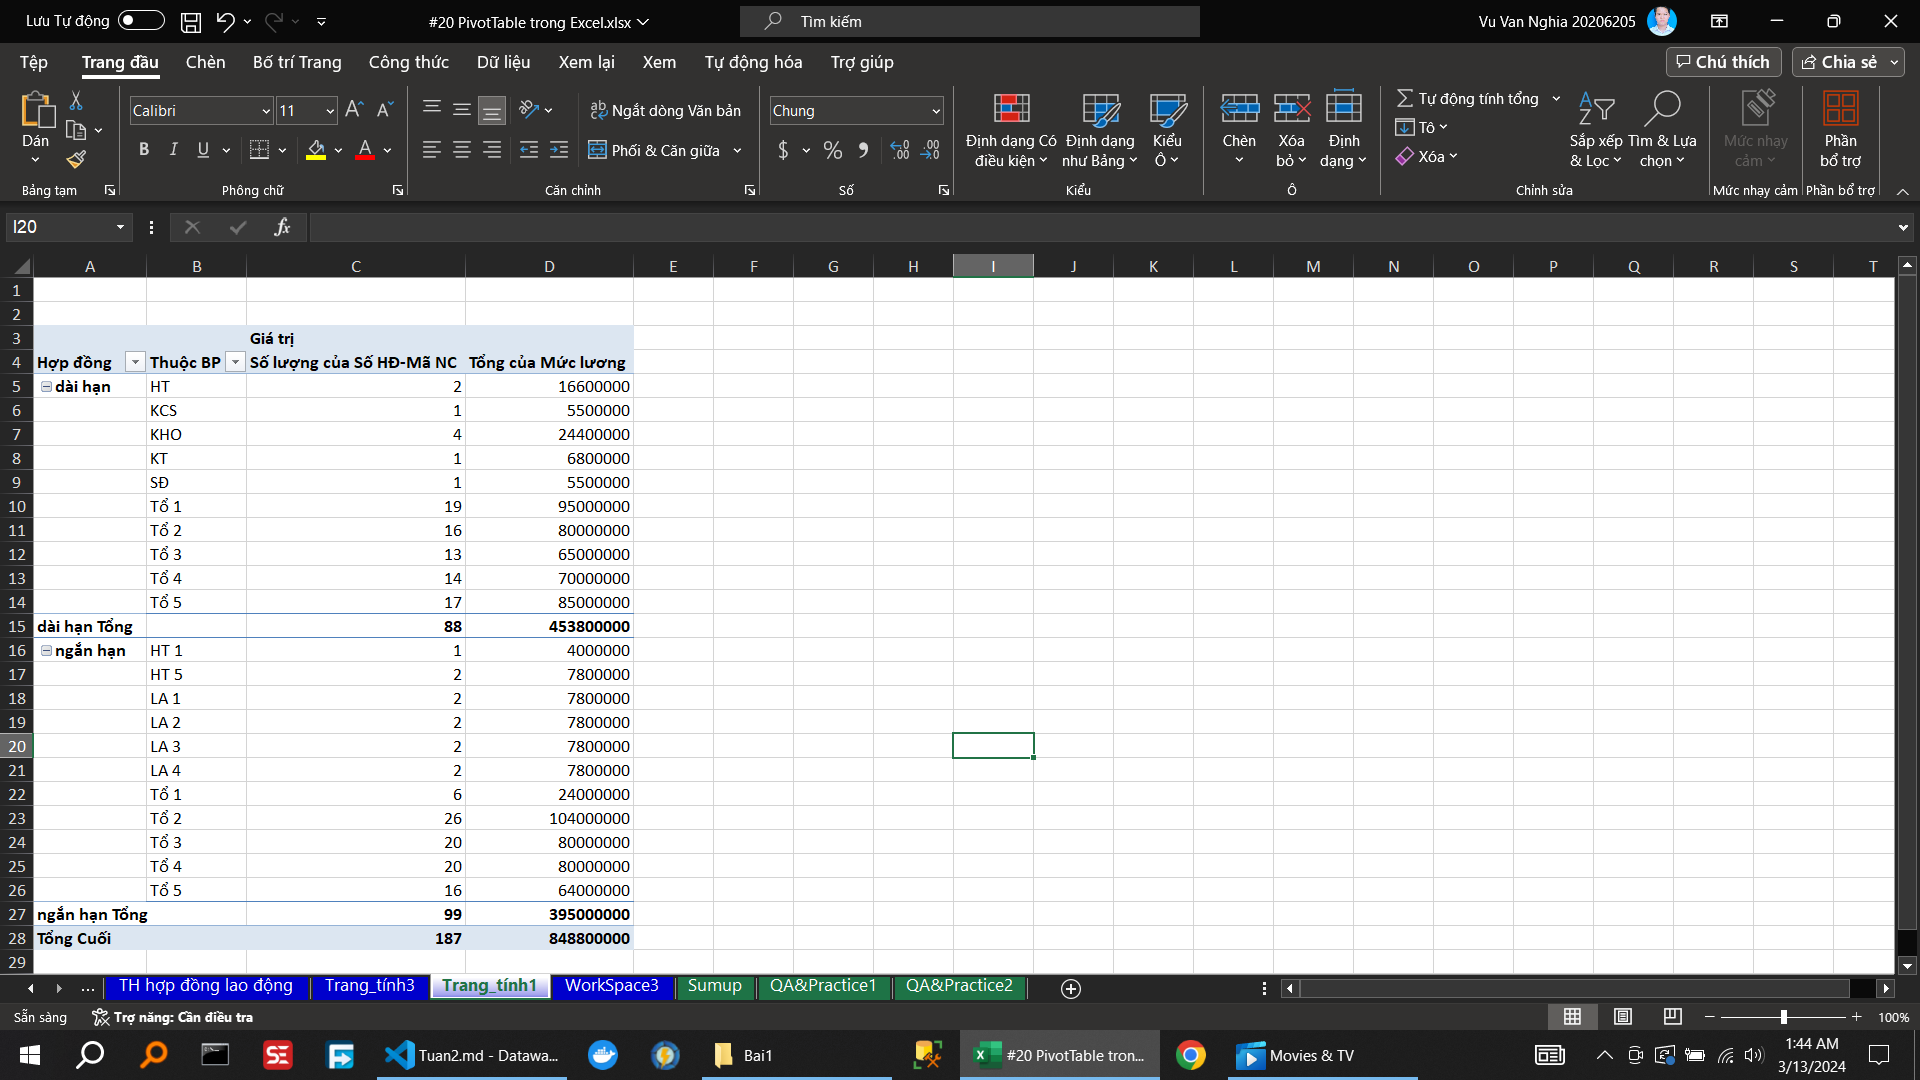 Lưu Tự động
#20 PivotTable trong Excel.xlsx
Tìm kiếm
Vu Van Nghia 20206205
Tệp Trang đầu Chèn Bố trí Trang Công thức Dữ liệu Xem lại Xem Tự động hóa Trợ giúp Chú thích Chia sẻ
Dán
Calibri 11
B I U
Ngắt dòng Văn bản
Phối & Căn giữa
Chung
$ % ,
Định dạng Có điều kiện
Định dạng như Bảng
Kiểu Ô
Chèn
Xóa bỏ
Định dạng
Tự động tính tổng
Tô
Xóa
Sắp xếp & Lọc
Tìm & Lựa chọn
Mức nhạy cảm
Phần bổ trợ
Bảng tạm Phông chữ Căn chỉnh Số Kiểu Ô Chỉnh sửa Mức nhạy cảm Phần bổ trợ
I20 fx
A B C D E F G H I J K L M N O P Q R S T
1
2
3 Giá trị
4 Hợp đồng Thuộc BP Số lượng của Số HĐ-Mã NC Tổng của Mức lương
5 dài hạn HT 2 16600000
6 KCS 1 5500000
7 KHO 4 24400000
8 KT 1 6800000
9 SĐ 1 5500000
10 Tổ 1 19 95000000
11 Tổ 2 16 80000000
12 Tổ 3 13 65000000
13 Tổ 4 14 70000000
14 Tổ 5 17 85000000
15 dài hạn Tổng 88 453800000
16 ngắn hạn HT 1 1 4000000
17 HT 5 2 7800000
18 LA 1 2 7800000
19 LA 2 2 7800000
20 LA 3 2 7800000
21 LA 4 2 7800000
22 Tổ 1 6 24000000
23 Tổ 2 26 104000000
24 Tổ 3 20 80000000
25 Tổ 4 20 80000000
26 Tổ 5 16 64000000
27 ngắn hạn Tổng 99 395000000
28 Tổng Cuối 187 848800000
29
... TH hợp đồng lao động Trang_tính3 Trang_tính1 WorkSpace3 Sumup QA&Practice1 QA&Practice2
Sẵn sàng Trợ năng: Cần điều tra 100%
Tuan2.md - Datawa... Bai1 #20 PivotTable tron... Movies & TV
1:44 AM
3/13/2024